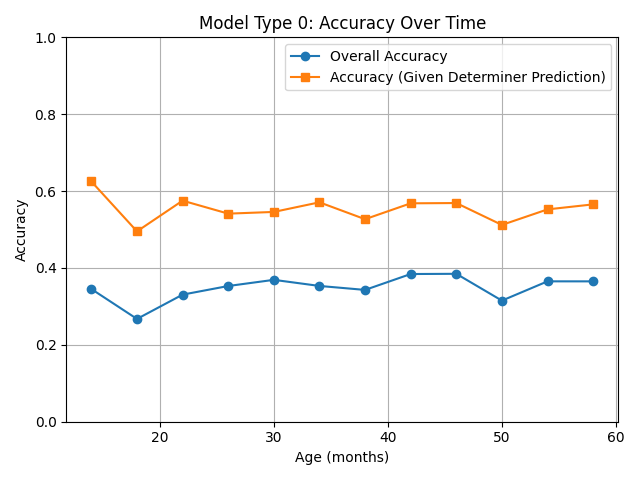 Model Type 0: Accuracy Over Time
Overall Accuracy
Accuracy (Given Determiner Prediction)
1.0
0.8
0.6
0.4
0.2
0.0
Accuracy
20
30
40
50
60
Age (months)